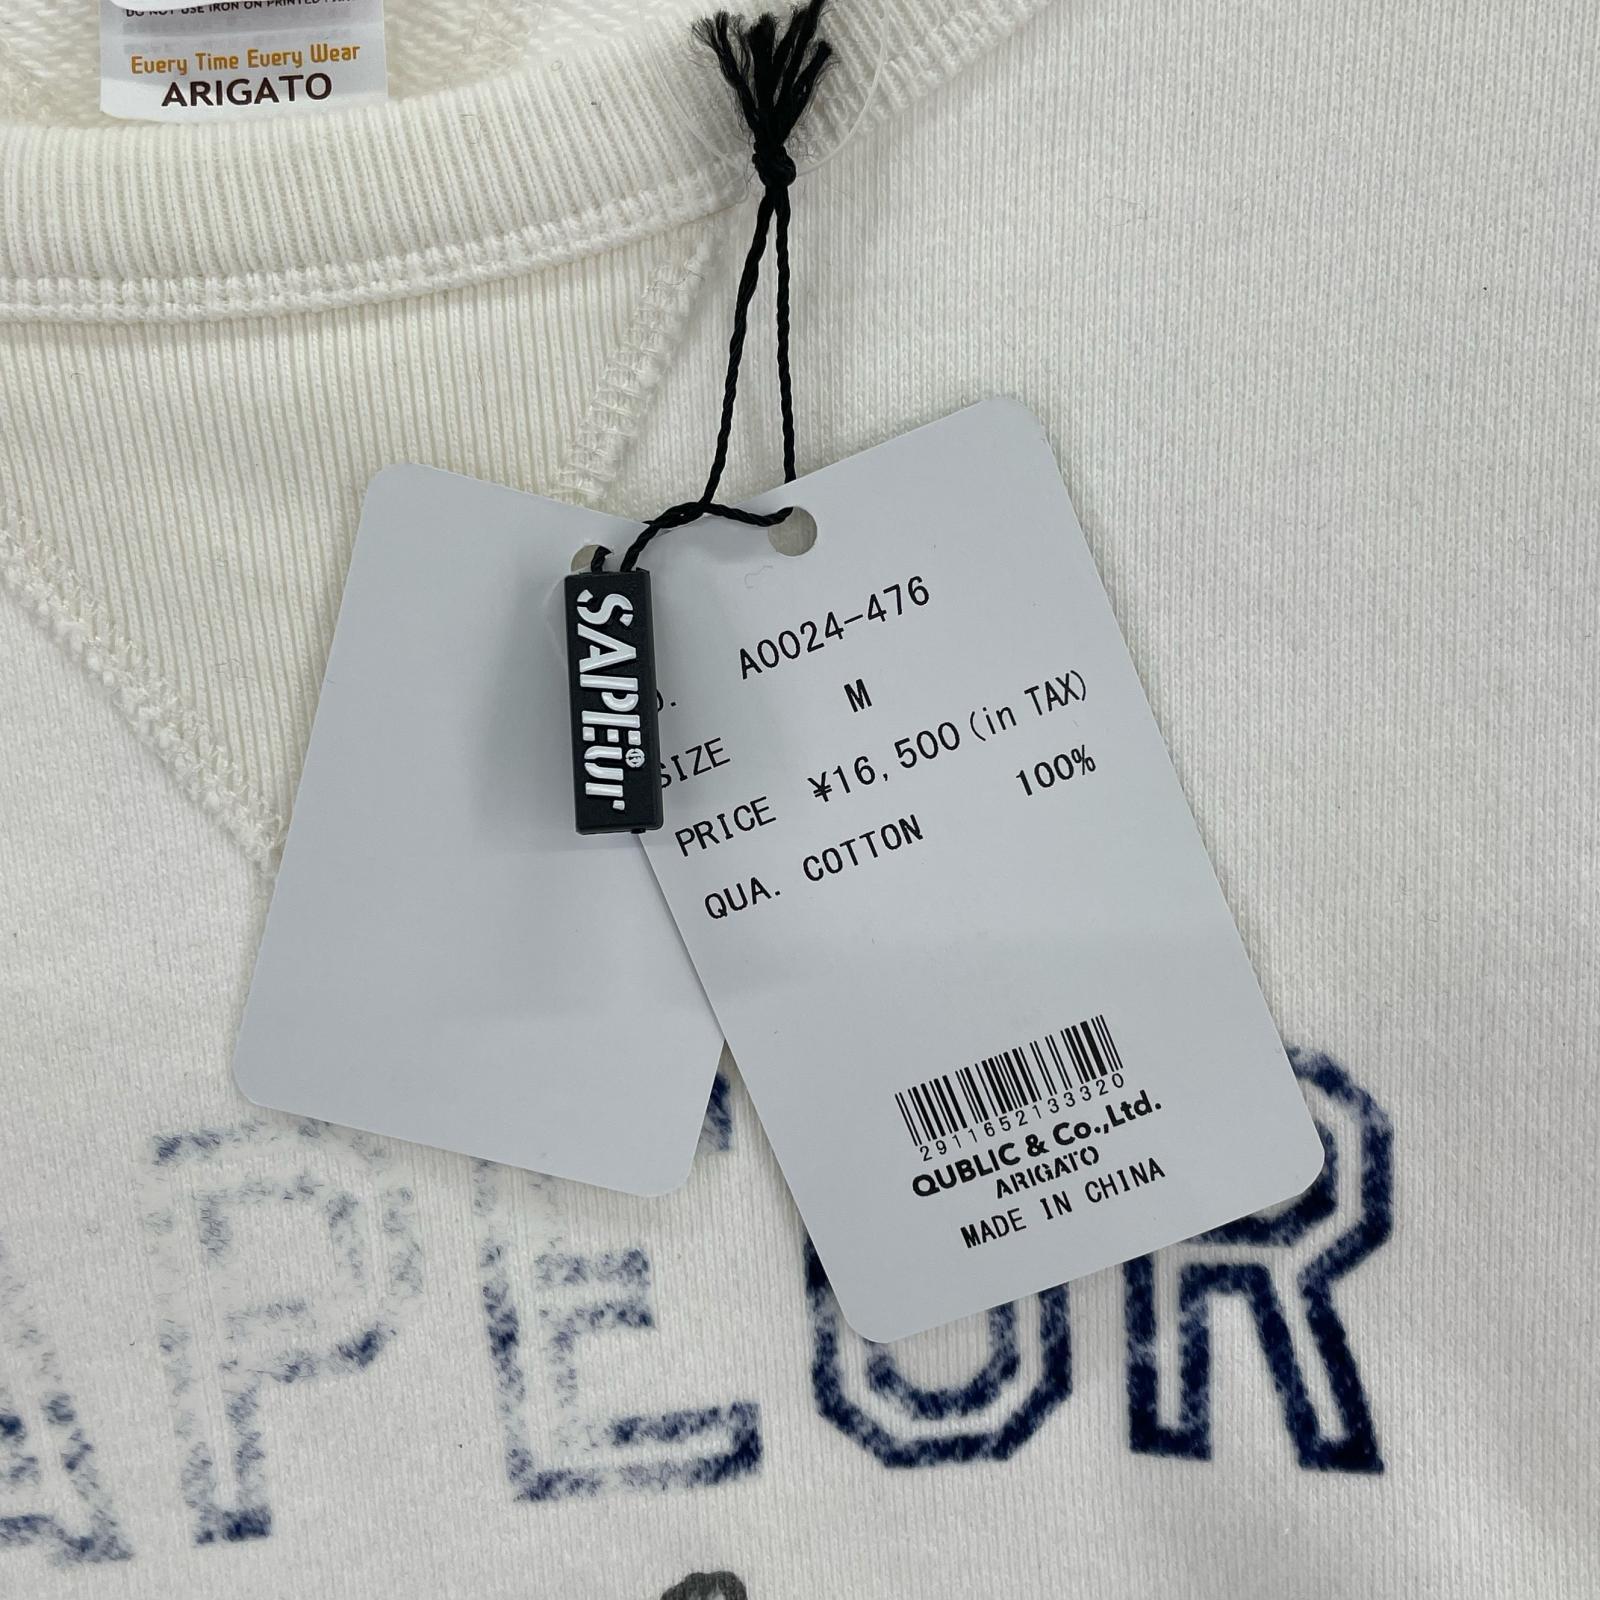 DO NOT USE IRON ON PRINTED
Every Time Every Wear
ARIGATO
SAPEur
A0024-476
SIZE M
PRICE ¥16,500(in TAX)
QUA. COTTON 100%
2911652133320
QUBLIC & Co.,Ltd.
ARIGATO
MADE IN CHINA
APEUR